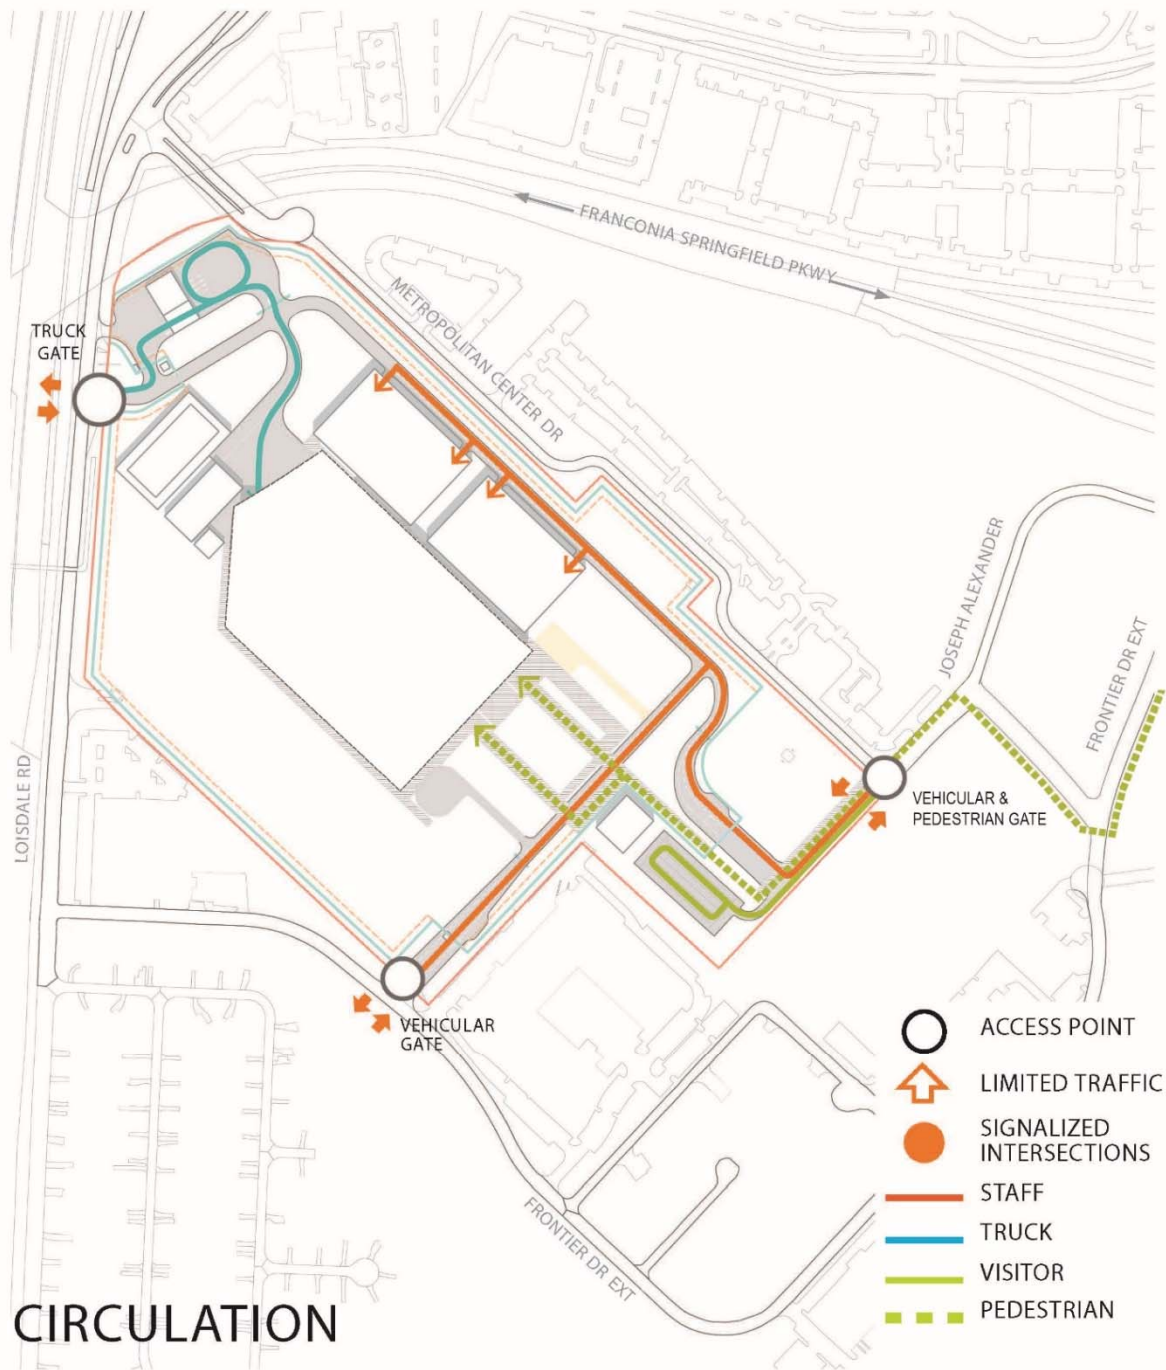 FRANCONIA SPRINGFIELD PKWY
METROPOLITAN CENTER DR
TRUCK
GATE
JOSEPH ALEXANDER
FRONTIER DR EXT
LOISDALE RD
VEHICULAR &
PEDESTRIAN GATE
VEHICULAR
GATE
FRONTIER DR EXT
ACCESS POINT
LIMITED TRAFFIC
SIGNALIZED
INTERSECTIONS
STAFF
TRUCK
VISITOR
PEDESTRIAN
CIRCULATION